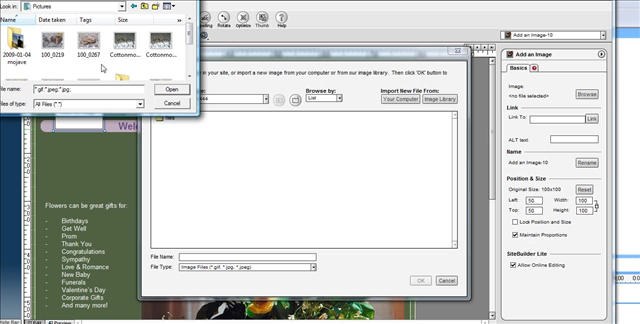 Look in:
Pictures
Name
Date taken
Tags
Size
»
2009-01-04
mojave
100_0219
100_0267
Cottonmo...
Cottonmo...
File name:
*.gif;*.jpeg;*.jpg;
Open
Files of type:
All Files (*.*)
Cancel
Rotate
Optimize
Thumb
Add an Image
in your site, or import a new image from your computer or from our image library. Then click 'OK' to
Browse by:
List
Import New File From:
Your Computer
Image Library
files
File Name:
File Type:
Image Files (*.gif, *.jpg, *.jpeg)
OK
Cancel
Add an Image
Basics
Image:
<no file selected>
Browse
Link
Link To:
Link
ALT text:
Name
Add an Image-10
Rename
Position & Size
Original Size: 100x100
Reset
Left:
50
Width:
100
Top:
50
Height:
100
Lock Position and Size
Maintain Proportions
SiteBuilder Lite
Allow Online Editing
Welc
Flowers can be great gifts for:
- Birthdays
- Get Well
- Prom
- Thank You
- Congratulations
- Sympathy
- Love & Romance
- New Baby
- Funerals
- Valentine's Day
- Corporate Gifts
- And many more!
Preview